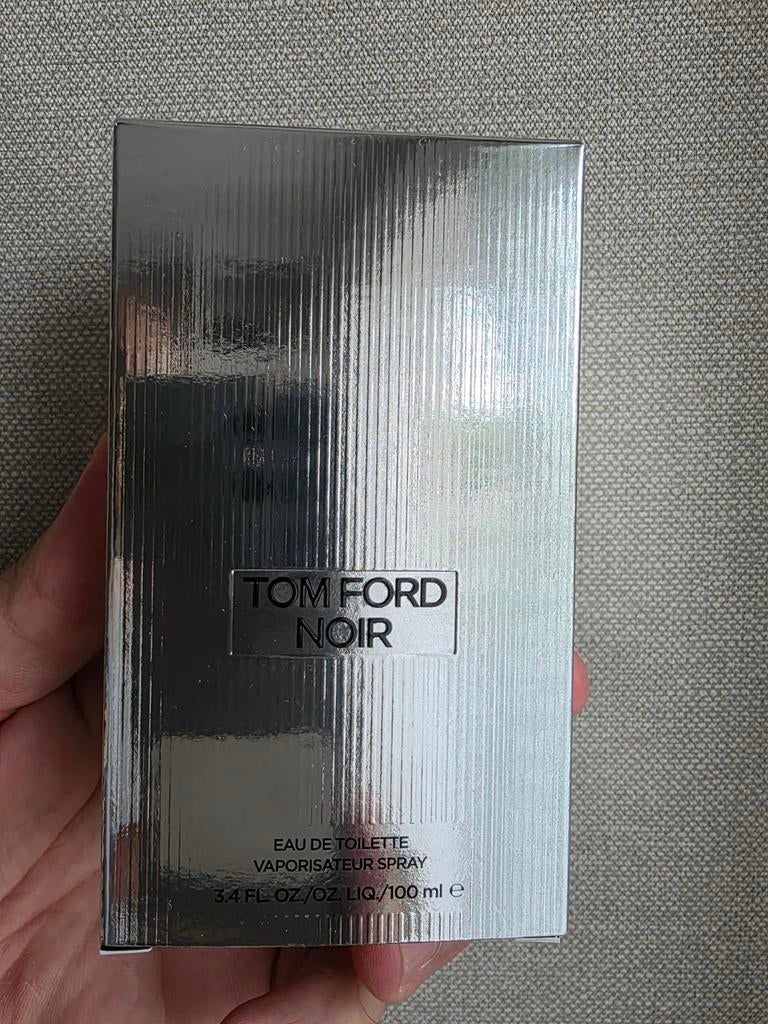 TOM FORD
NOIR
EAU DE TOILETTE
VAPORISATEUR SPRAY
3.4 FL. OZ./OZ. LIQ./100 ml ℮